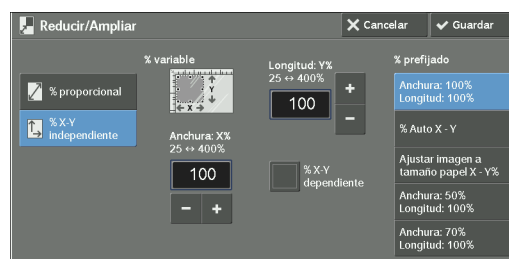 Reducir/Ampliar
Cancelar
Guardar
% proporcional
% X-Y
independiente
% variable
Y
X
Anchura: X%
25 ↔ 400%
100
Longitud: Y%
25 ↔ 400%
100
% X-Y
dependiente
% prefijado
Anchura: 100%
Longitud: 100%
% Auto X - Y
Ajustar imagen a
tamaño papel X - Y%
Anchura: 50%
Longitud: 100%
Anchura: 70%
Longitud: 100%